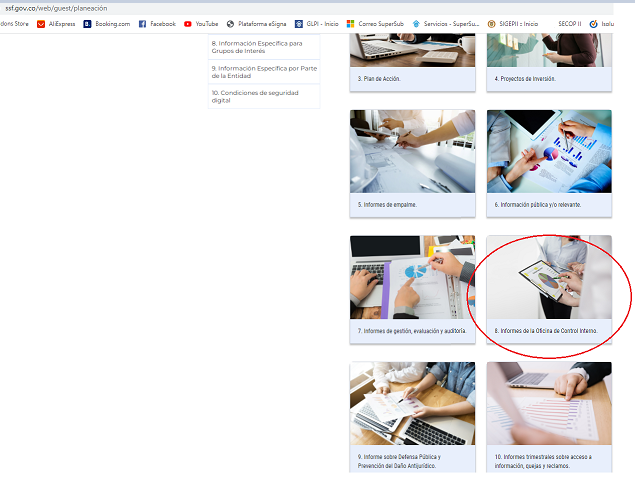 ssf.gov.co/web/guest/planeación
dons Store AliExpress Booking.com Facebook YouTube Plataforma eSigna GLPI - Inicio Correo SuperSub Servicios - SuperSu... SIGEPII :: Inicio SECOP II Isolu
8. Información Específica para
Grupos de Interés
9. Información Específica por Parte
de la Entidad
10. Condiciones de seguridad
digital
3. Plan de Acción.
4. Proyectos de Inversión.
5. Informes de empalme.
6. Información pública y/o relevante.
7. Informes de gestión, evaluación y auditoría.
8. Informes de la Oficina de Control Interno.
9. Informe sobre Defensa Pública y
Prevención del Daño Antijurídico.
10. Informes trimestrales sobre acceso a
información, quejas y reclamos.